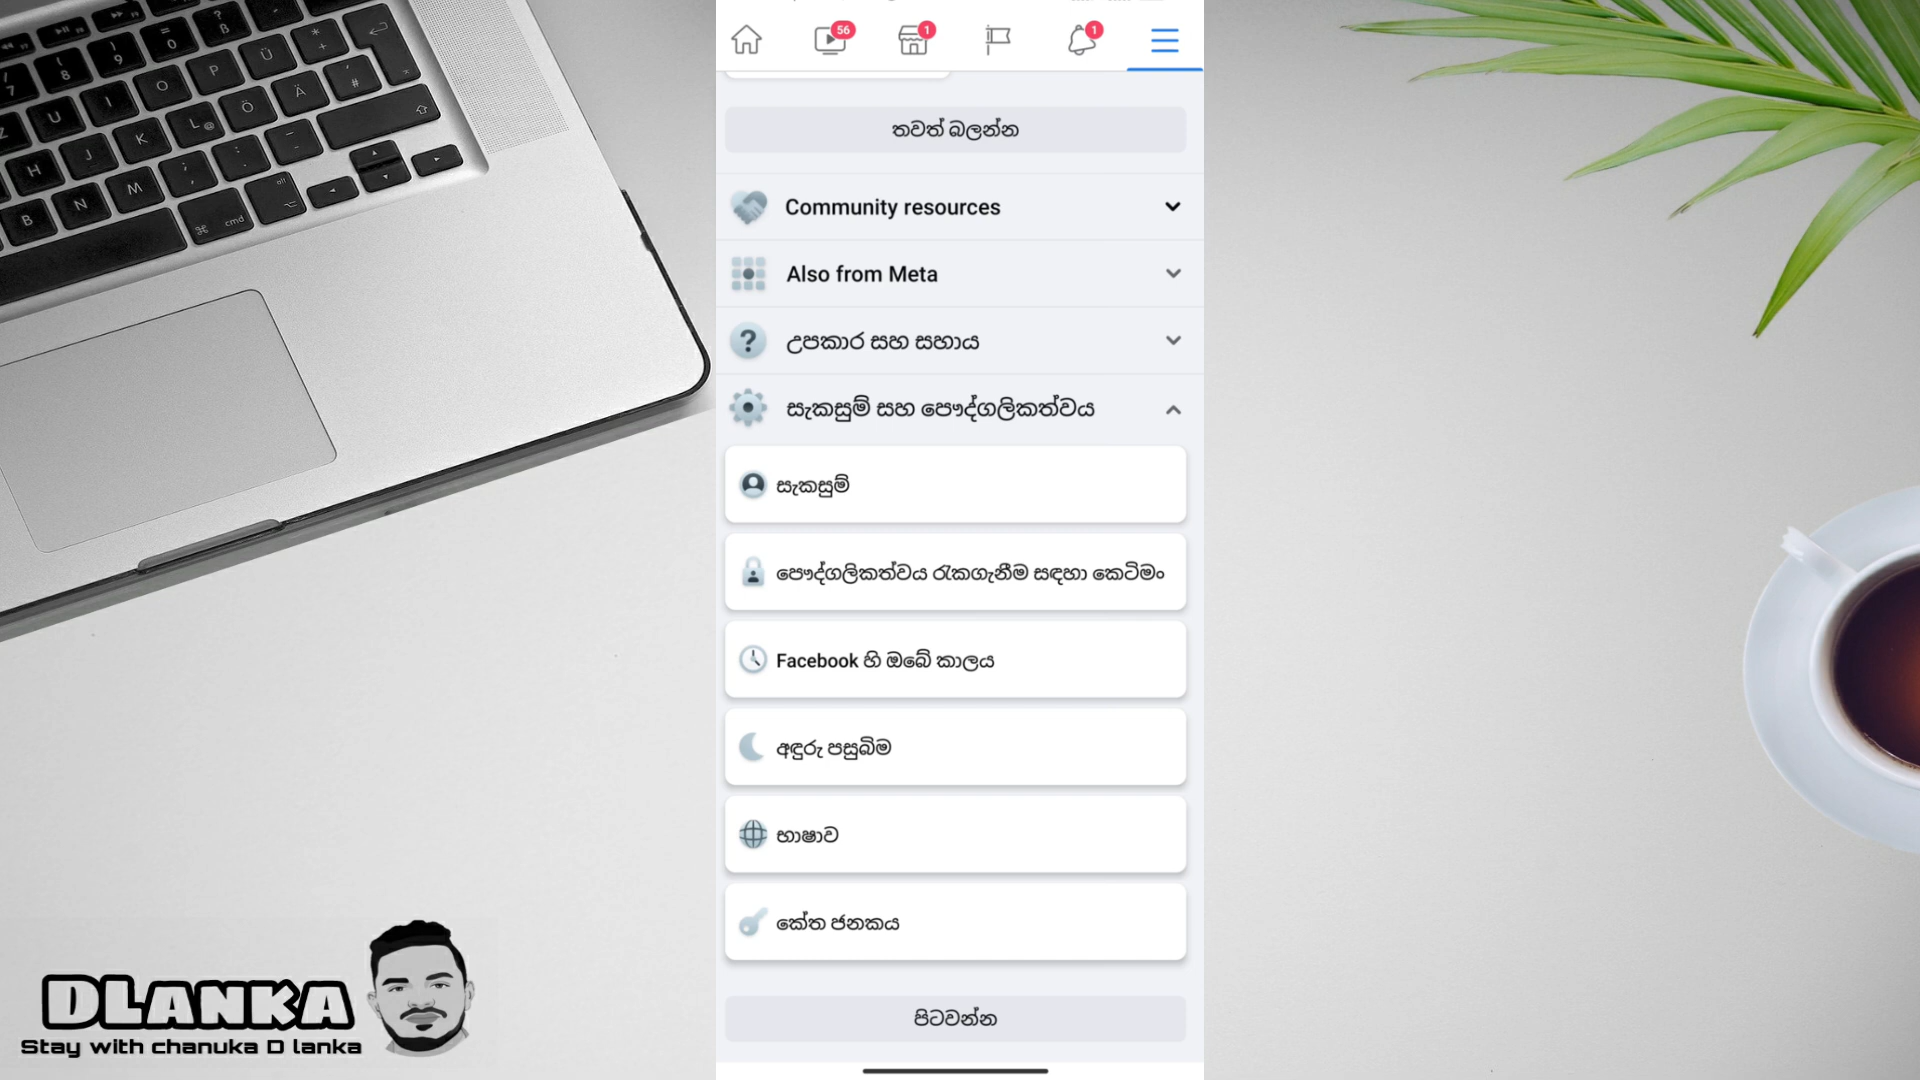 56
1
1
තවත් බලන්න
Community resources
Also from Meta
උපකාර සහ සහාය
සැකසුම් සහ පෞද්ගලිකත්වය
සැකසුම්
පෞද්ගලිකත්වය රැකගැනීම සඳහා කෙටිමං
Facebook හි ඔබේ කාලය
අඳුරු පසුබිම
භාෂාව
කේත ජනකය
පිටවන්න
DLANKA
Stay with chanuka D lanka